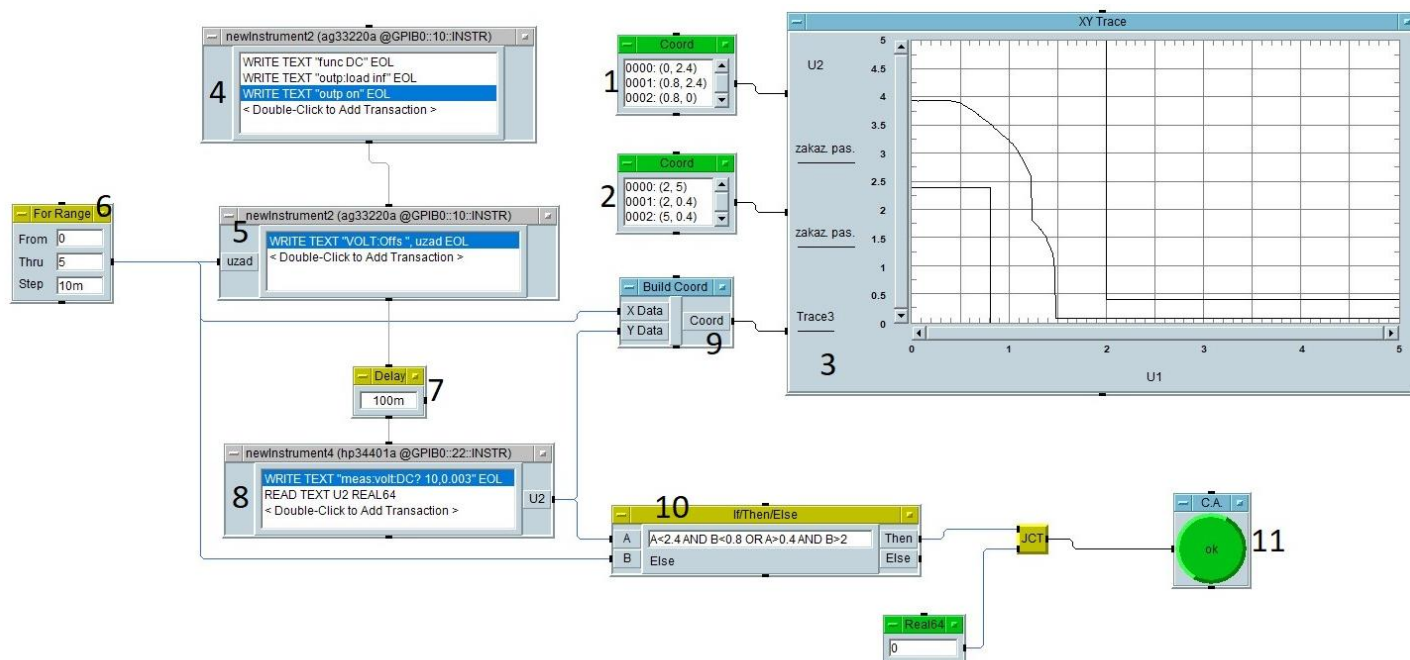 newInstrument2 (ag33220a @GPIB0::10::INSTR)
WRITE TEXT "func DC" EOL
WRITE TEXT "outp:load inf" EOL
WRITE TEXT "outp on" EOL
< Double-Click to Add Transaction >
4
Coord
0000: (0, 2.4)
0001: (0.8, 2.4)
0002: (0.8, 0)
1
Coord
0000: (2, 5)
0001: (2, 0.4)
0002: (5, 0.4)
2
XY Trace
U2
zakaz. pas.
zakaz. pas.
Trace3
3
5
4.5
4
3.5
3
2.5
2
1.5
1
0.5
0
0 1 2 3 4 5
U1
For Range
6
From 0
Thru 5
Step 10m
newInstrument2 (ag33220a @GPIB0::10::INSTR)
5
uzad
WRITE TEXT "VOLT:Offs ", uzad EOL
< Double-Click to Add Transaction >
Build Coord
X Data
Y Data
Coord
9
Delay
100m
7
newInstrument4 (hp34401a @GPIB0::22::INSTR)
8
WRITE TEXT "meas:volt:DC? 10,0.003" EOL
READ TEXT U2 REAL64
< Double-Click to Add Transaction >
U2
10
If/Then/Else
A
B
A<2.4 AND B<0.8 OR A>0.4 AND B>2
Else
Then
Else
JCT
Real64
0
C.A.
ok
11